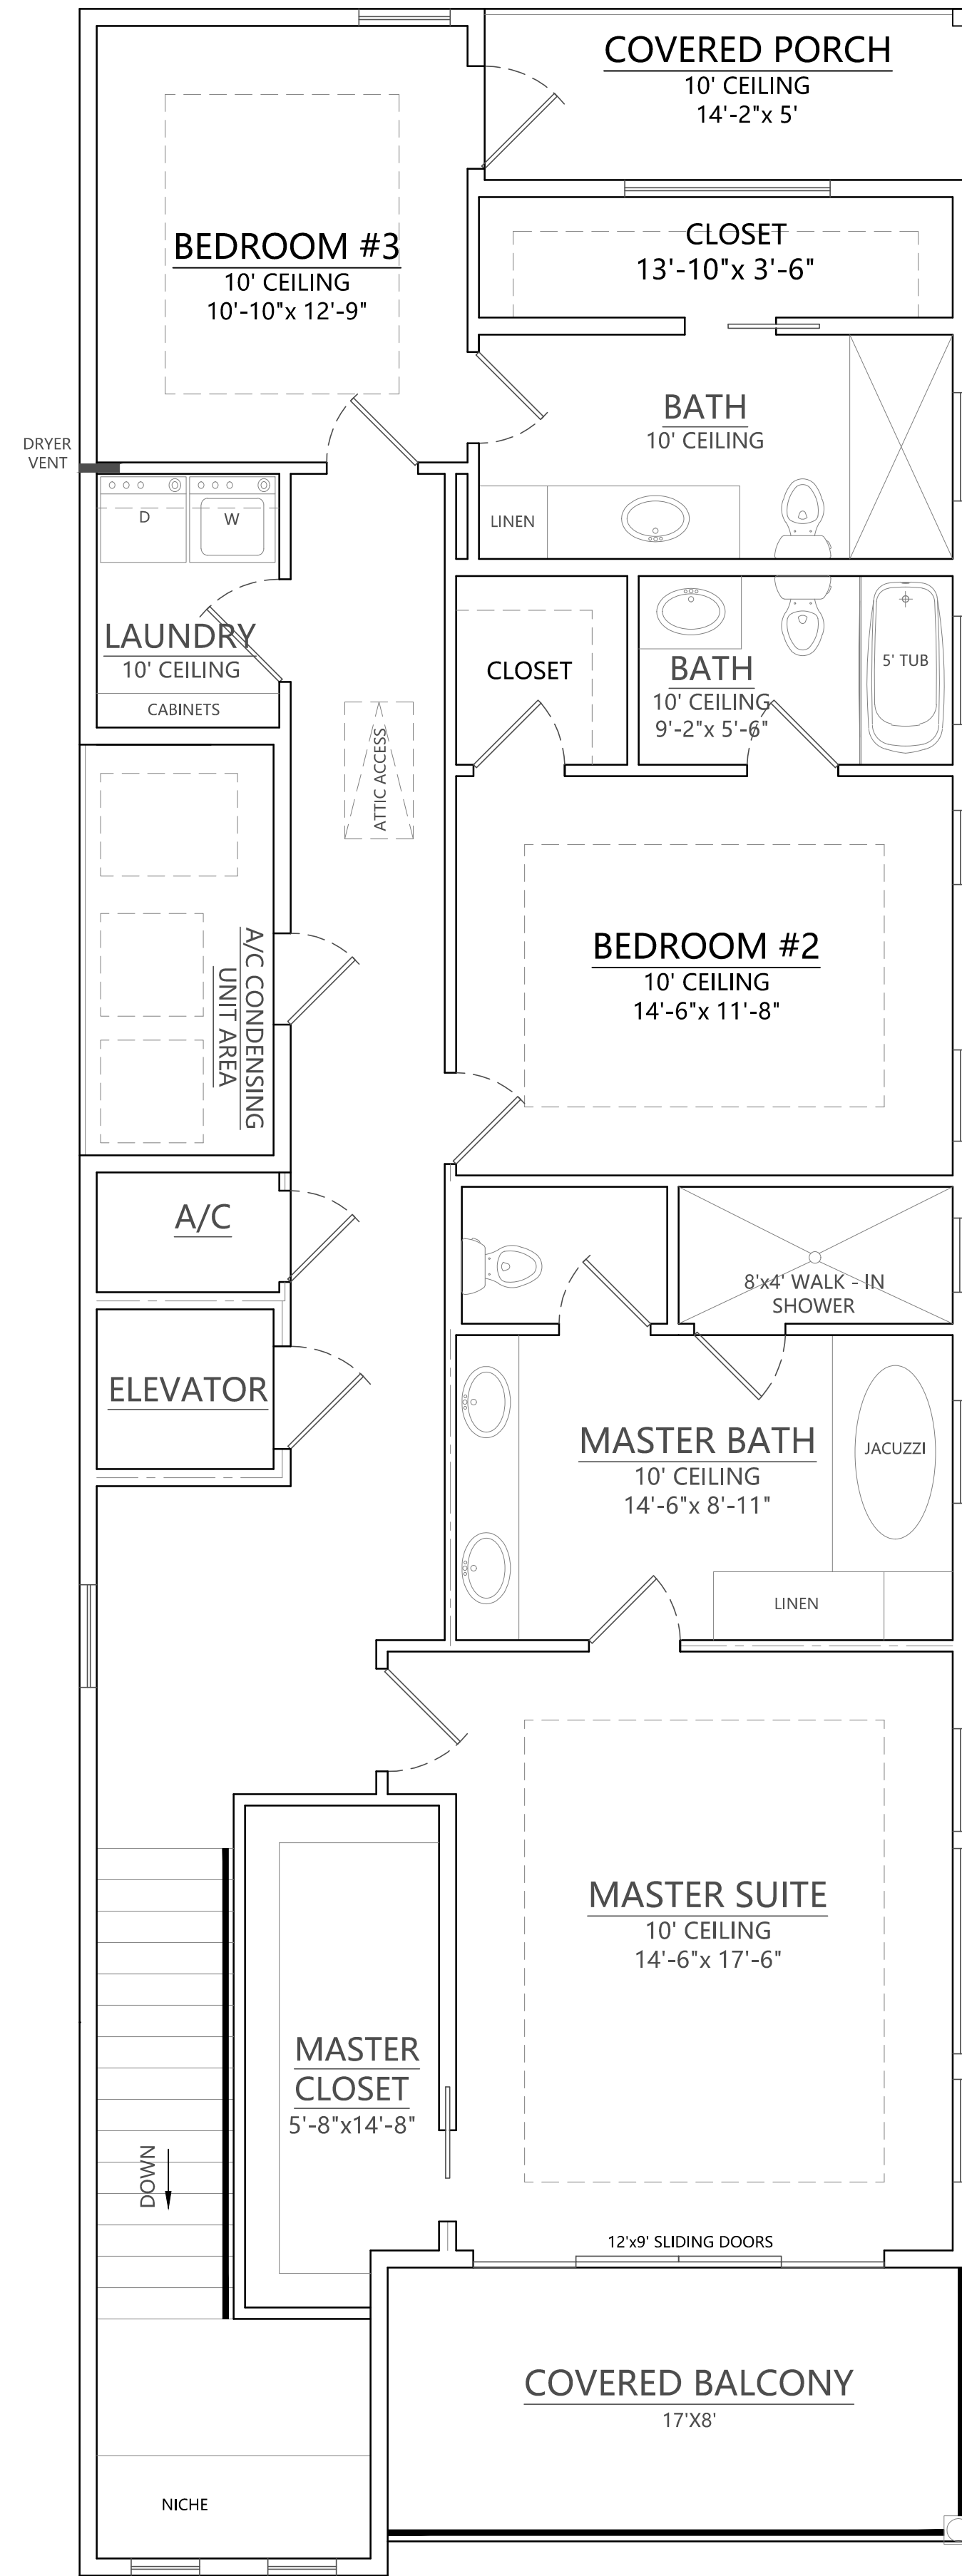 COVERED PORCH
10' CEILING
14'-2"x 5'
BEDROOM #3
10' CEILING
10'-10"x 12'-9"
CLOSET
13'-10"x 3'-6"
BATH
10' CEILING
DRYER
VENT
D
W
LINEN
LAUNDRY
10' CEILING
CABINETS
CLOSET
BATH
10' CEILING
9'-2"x 5'-6"
5' TUB
ATTIC ACCESS
A/C CONDENSING
UNIT AREA
BEDROOM #2
10' CEILING
14'-6"x 11'-8"
A/C
8'x4' WALK - IN
SHOWER
ELEVATOR
MASTER BATH
10' CEILING
14'-6"x 8'-11"
JACUZZI
LINEN
MASTER SUITE
10' CEILING
14'-6"x 17'-6"
MASTER
CLOSET
5'-8"x14'-8"
DOWN
12'x9' SLIDING DOORS
COVERED BALCONY
17'X8'
NICHE